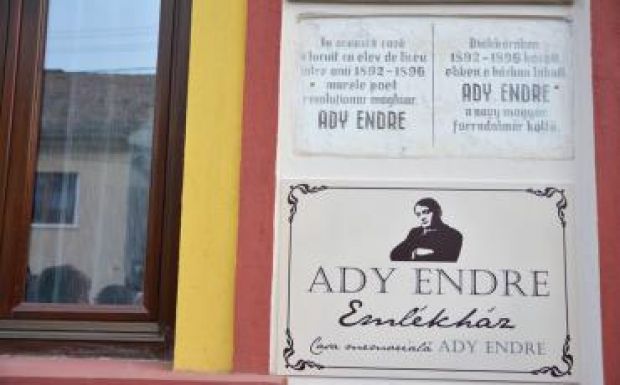 In această casă
a locuit ca elev de liceu
între anii 1892-1896
marele poet
revoluționar maghiar
ADY ENDRE
Diákkorában
1892-1896 között
ebben a házban lakott
ADY ENDRE
a nagy magyar
forradalmár költő
ADY ENDRE
Emlékház
Casa memorială ADY ENDRE